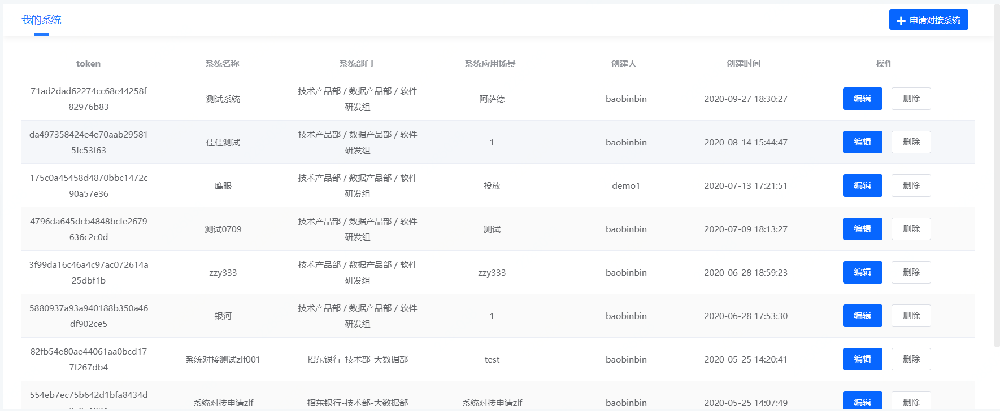 我的系统
申请对接系统
token 系统名称 系统部门 系统应用场景 创建人 创建时间 操作
71ad2dad62274cc68c44258f
82976b83
测试系统
技术产品部 / 数据产品部 / 软件
研发组
阿萨德
baobinbin
2020-09-27 18:30:27
编辑
删除
da497358424e4e70aab29581
5fc53f63
佳佳测试
技术产品部 / 数据产品部 / 软件
研发组
1
baobinbin
2020-08-14 15:44:47
编辑
删除
175c0a45458d4870bbc1472c
90a57e36
鹰眼
技术产品部 / 数据产品部 / 软件
研发组
投放
demo1
2020-07-13 17:21:51
编辑
删除
4796da645dcb4848bcfe2679
636c2c0d
测试0709
技术产品部 / 数据产品部 / 软件
研发组
测试
baobinbin
2020-07-09 18:13:27
编辑
删除
3f99da16c46a4c97ac072614a
25dbf1b
zzy333
技术产品部 / 数据产品部 / 软件
研发组
zzy333
baobinbin
2020-06-28 18:59:23
编辑
删除
5880937a93a940188b350a46
df902ce5
银河
技术产品部 / 数据产品部 / 软件
研发组
1
baobinbin
2020-06-28 17:53:30
编辑
删除
82fb54e80ae44061aa0bcd17
7f267db4
系统对接测试zlf001
招东银行-技术部-大数据部
test
baobinbin
2020-05-25 14:20:41
编辑
删除
554eb7ec75b642d1bfa8434d
系统对接申请zlf
招东银行-技术部-大数据部
系统对接申请zlf
baobinbin
2020-05-25 14:07:49
编辑
删除